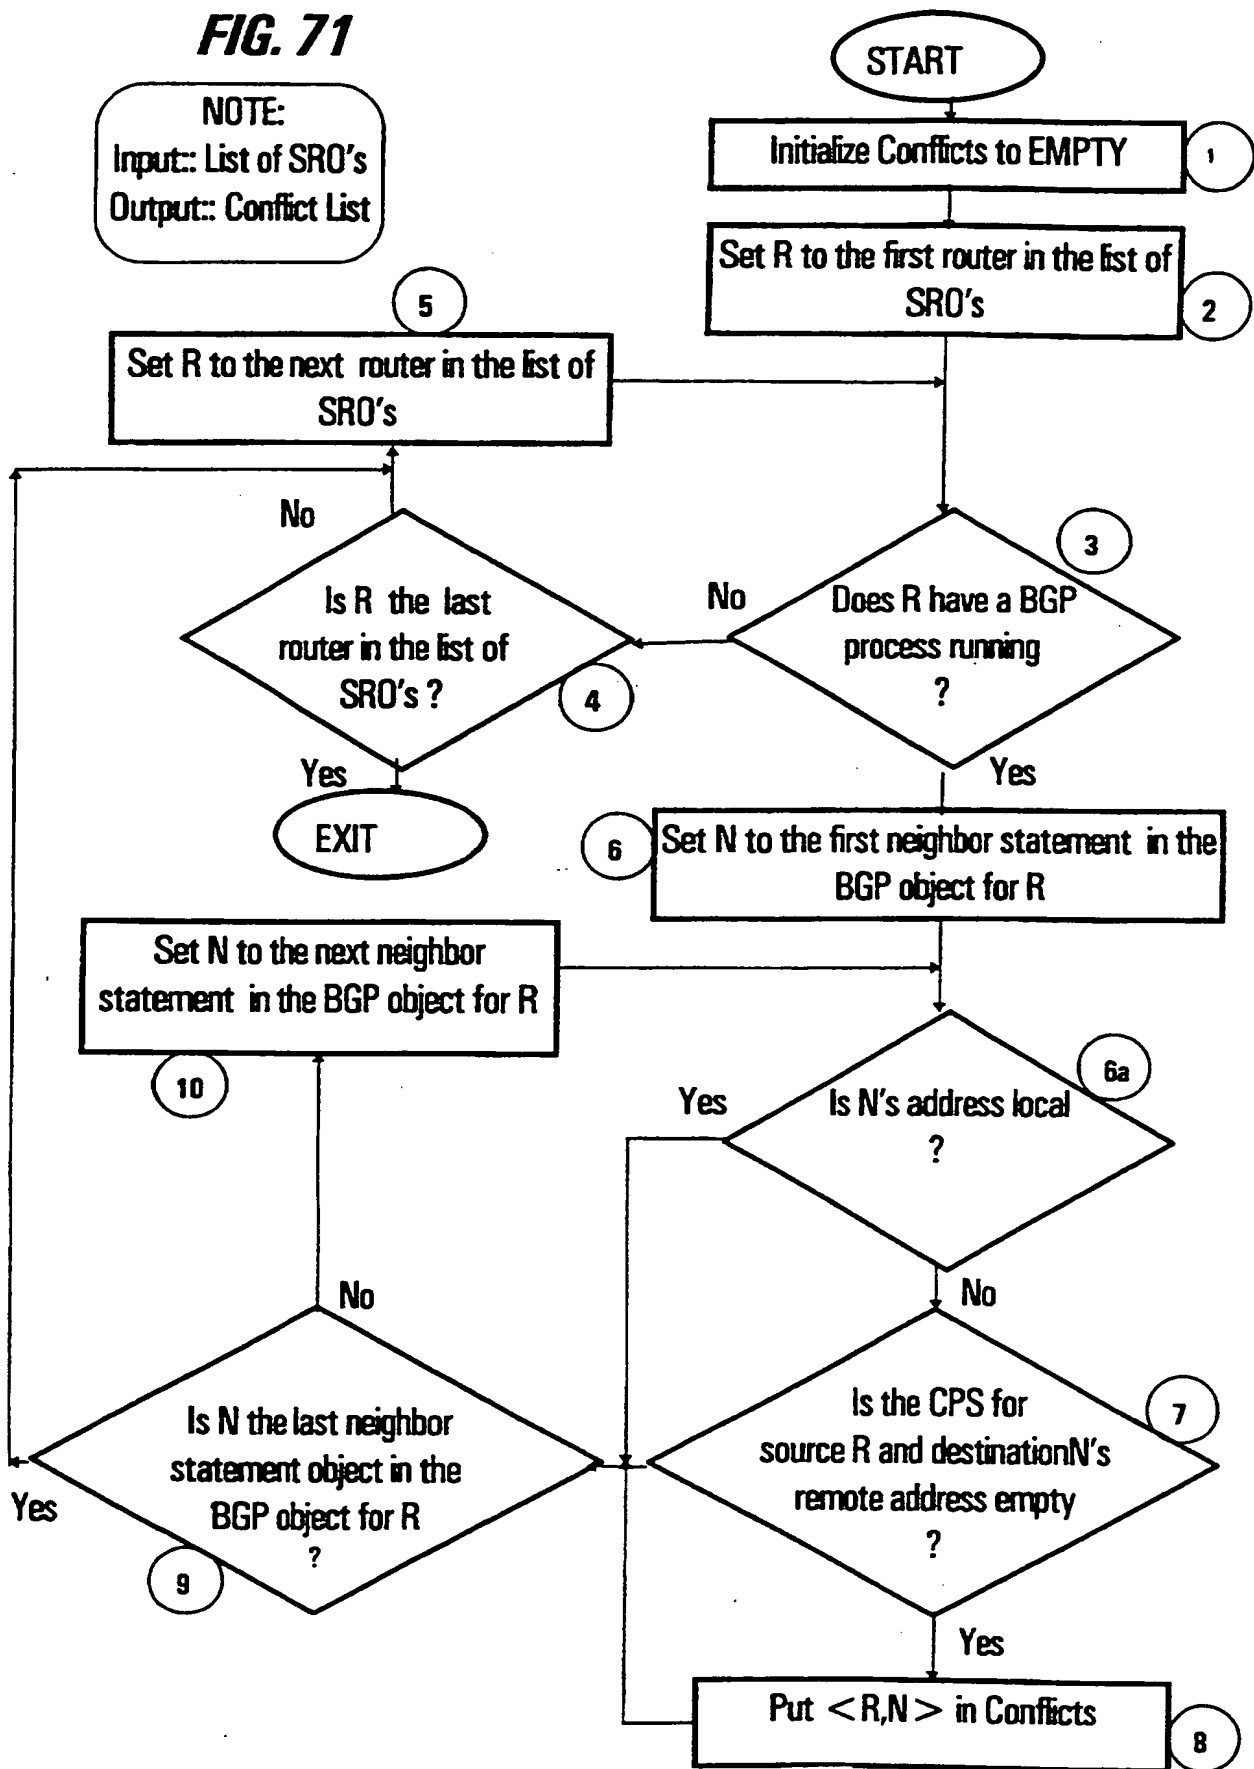 FIG. 71
NOTE:
Input:: List of SRO's
Output:: Conflict List
START
Initialize Conflicts to EMPTY
1
Set R to the first router in the list of
SRO's
2
5
Set R to the next router in the list of
SRO's
No
Is R the last
router in the list of
SRO's ?
4
Yes
EXIT
No
3
Does R have a BGP
process running
?
Yes
6
Set N to the first neighbor statement in the
BGP object for R
Set N to the next neighbor
statement in the BGP object for R
10
6a
Yes
Is N's address local
?
No
No
Is the CPS for
source R and destinationN's
remote address empty
?
7
Is N the last neighbor
statement object in the
BGP object for R
?
Yes
9
Yes
Put <R,N> in Conflicts
8